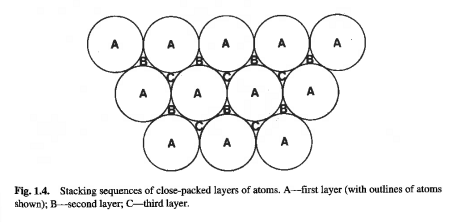 A A A A A
B B B B
C C C
A A A A
B B B
C C
A A A
Fig. 1.4. Stacking sequences of close-packed layers of atoms. A—first layer (with outlines of atoms
shown); B—second layer; C—third layer.